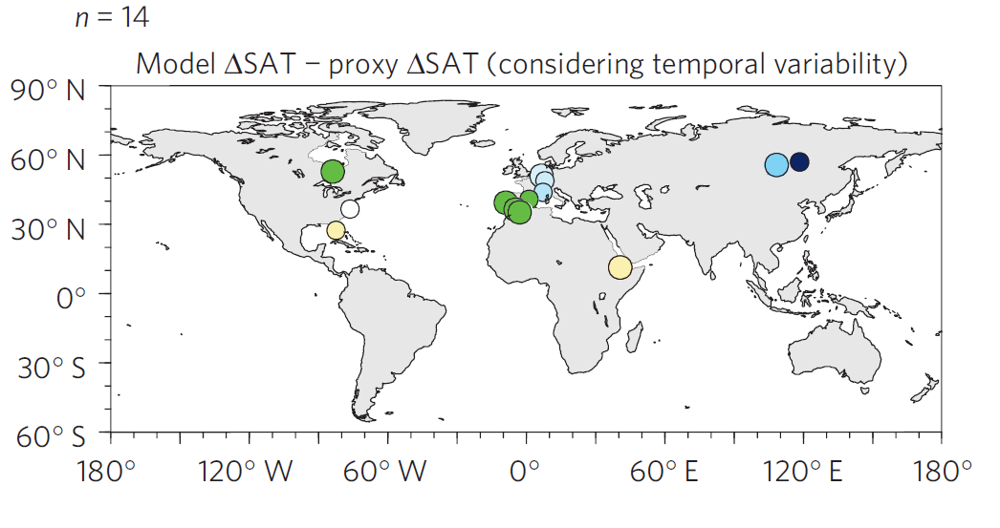 n = 14
Model ΔSAT – proxy ΔSAT (considering temporal variability)
90° N
60° N
30° N
0°
30° S
60° S
180° 120° W 60° W 0° 60° E 120° E 180°